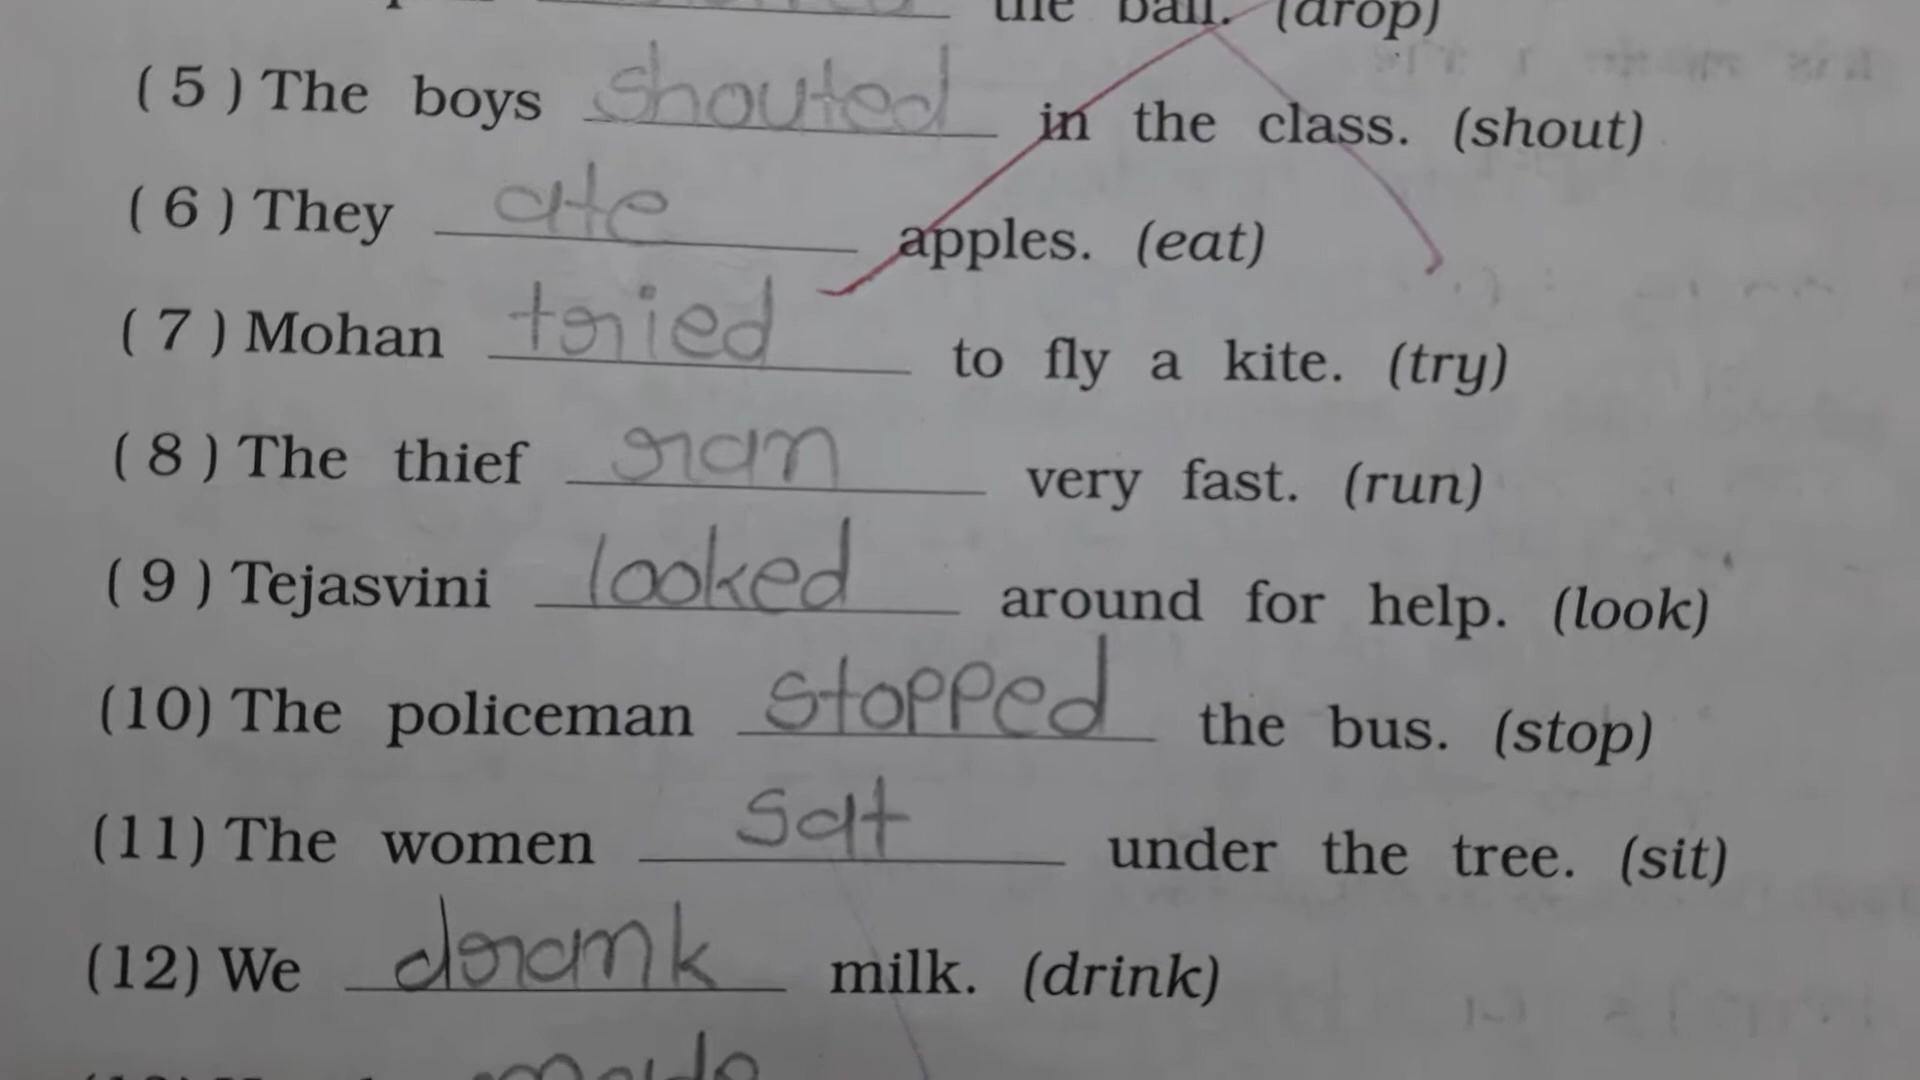 the ball. (drop)
( 5 ) The boys shouted in the class. (shout)
( 6 ) They ate apples. (eat)
( 7 ) Mohan tried to fly a kite. (try)
( 8 ) The thief ran very fast. (run)
( 9 ) Tejasvini looked around for help. (look)
(10) The policeman stopped the bus. (stop)
(11) The women sat under the tree. (sit)
(12) We drank milk. (drink)